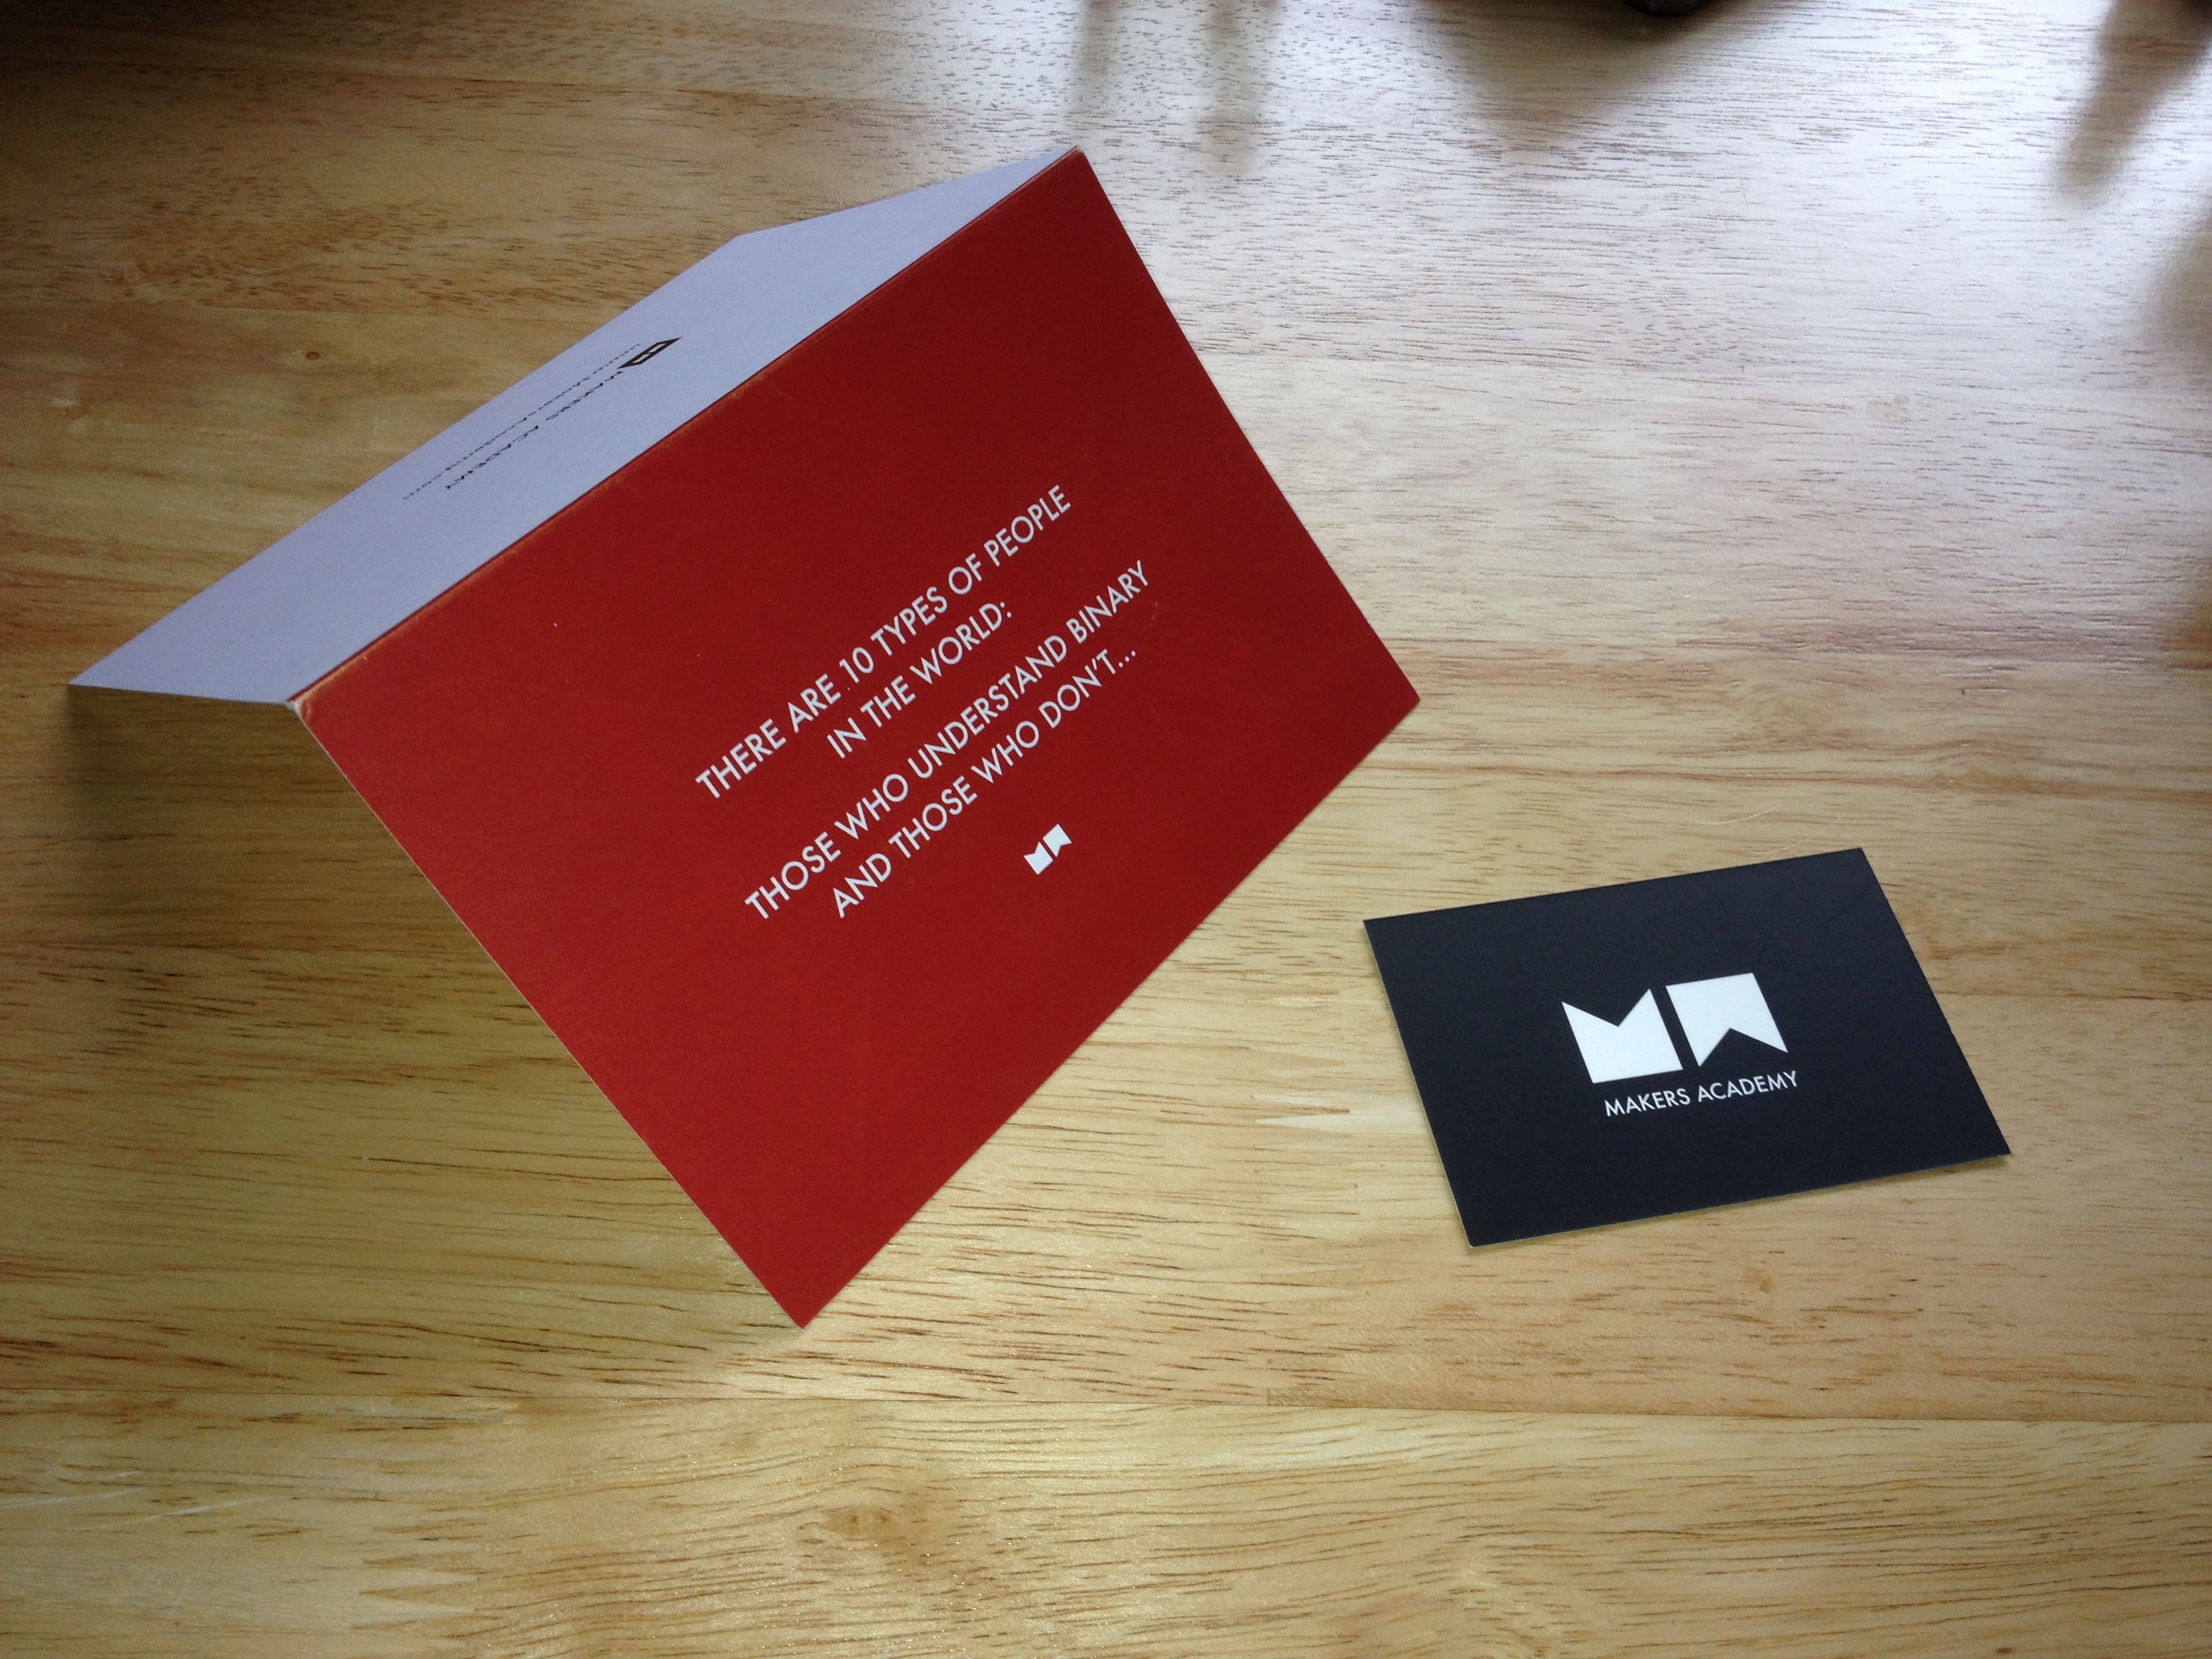 THERE ARE 10 TYPES OF PEOPLE
IN THE WORLD:
THOSE WHO UNDERSTAND BINARY
AND THOSE WHO DON'T...
MAKERS ACADEMY
MAKERS ACADEMY